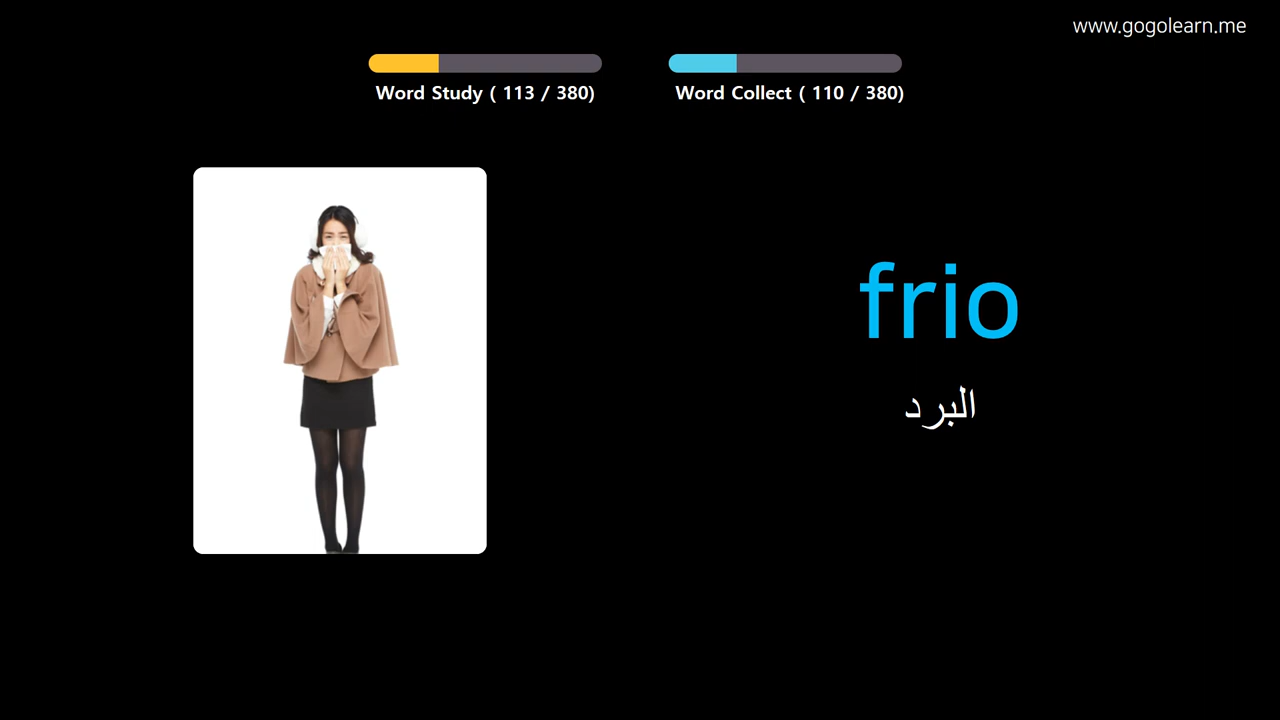 www.gogolearn.me
Word Study ( 113 / 380)
Word Collect ( 110 / 380)
frio
البرد